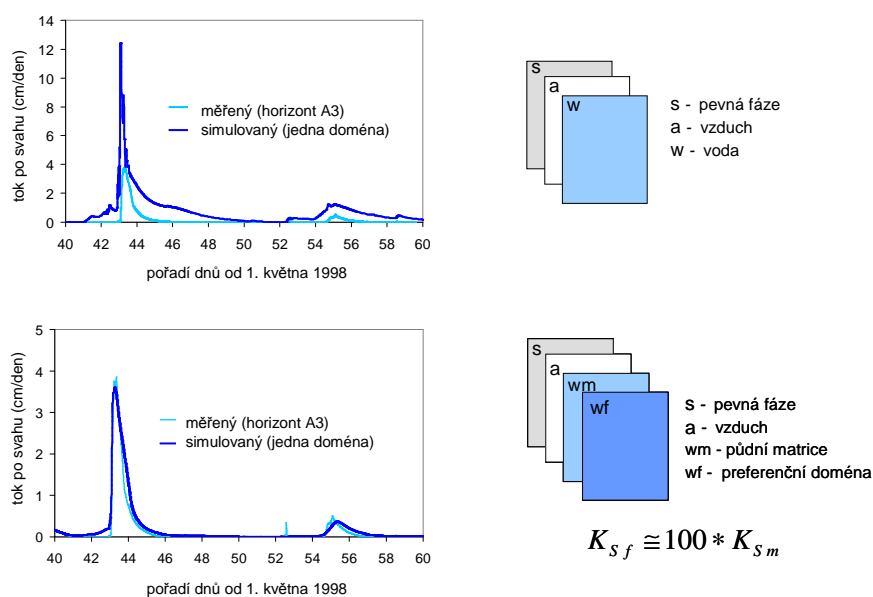 14
12
10
8
6
4
2
0
tok po svahu (cm/den)
měřený (horizont A3)
simulovaný (jedna doména)
40 42 44 46 48 50 52 54 56 58 60
pořadí dnů od 1. května 1998
s
a
w
s - pevná fáze
a - vzduch
w - voda
5
4
3
2
1
0
tok po svahu (cm/den)
měřený (horizont A3)
simulovaný (jedna doména)
40 42 44 46 48 50 52 54 56 58 60
pořadí dnů od 1. května 1998
s
a
wm
wf
s - pevná fáze
a - vzduch
wm - půdní matrice
wf - preferenční doména
K_{Sf} ≅ 100 * K_{Sm}